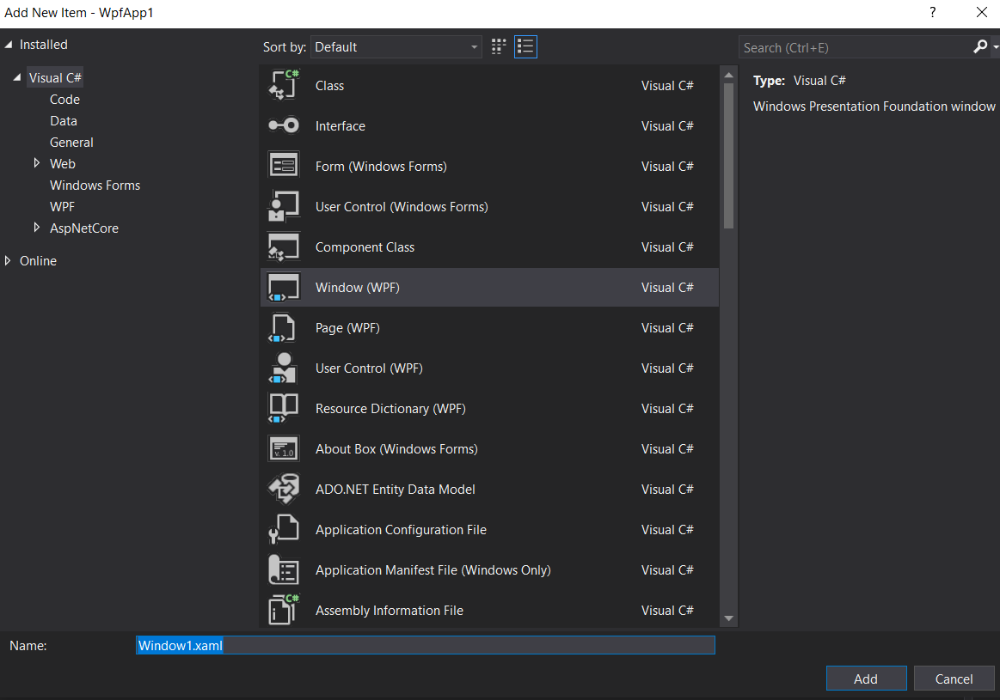 Add New Item - WpfApp1
?
Installed
Sort by: Default
Search (Ctrl+E)
Visual C#
Code
Data
General
Web
Windows Forms
WPF
AspNetCore
Online
C#
Class Visual C#
Interface Visual C#
Form (Windows Forms) Visual C#
User Control (Windows Forms) Visual C#
Component Class Visual C#
Window (WPF) Visual C#
Page (WPF) Visual C#
User Control (WPF) Visual C#
Resource Dictionary (WPF) Visual C#
v. 1.0 About Box (Windows Forms) Visual C#
ADO.NET Entity Data Model Visual C#
Application Configuration File Visual C#
Application Manifest File (Windows Only) Visual C#
C#
Assembly Information File Visual C#
Type: Visual C#
Windows Presentation Foundation window
Name: Window1.xaml
Add Cancel